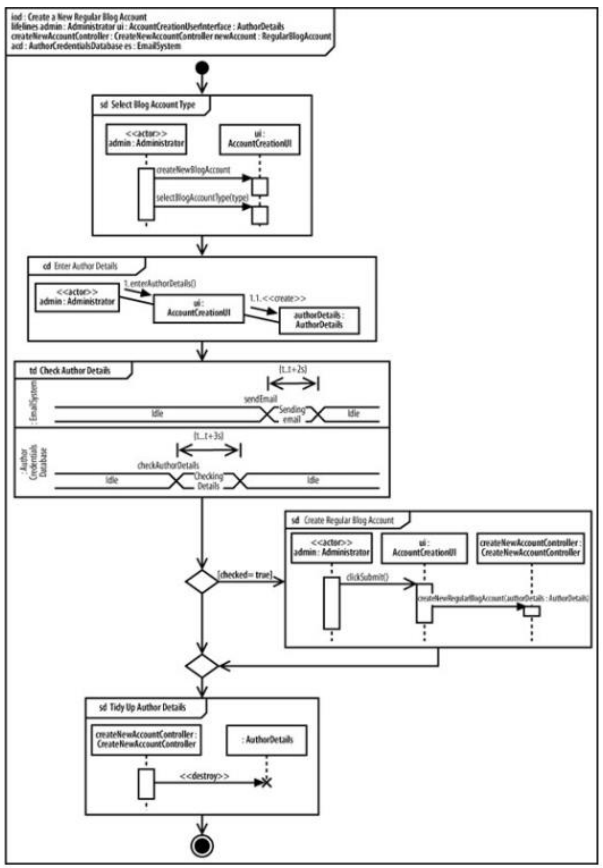 iod : Create a New Regular Blog Account
lifelines admin : Administrator ui : AccountCreationUserInterface : AuthorDetails
createNewAccountController : CreateNewAccountController newAccount : RegularBlogAccount
acd : AuthorCredentialsDatabase es : EmailSystem
sd Select Blog Account Type
<<actor>>
admin : Administrator
ui :
AccountCreationUI
createNewBlogAccount
selectBlogAccountType(type)
cd Enter Author Details
<<actor>>
admin : Administrator
1.enterAuthorDetails()
ui :
AccountCreationUI
1.1.<<create>>
authorDetails :
AuthorDetails
td Check Author Details
: EmailSystem
{t..t+2s}
sendEmail
Idle
Sending
email
Idle
: Author
Credentials
Database
{t...t+3s}
checkAuthorDetails
Idle
Checking
Details
Idle
[checked= true]
sd Create Regular Blog Account
<<actor>>
admin : Administrator
ui :
AccountCreationUI
createNewAccountController :
CreateNewAccountController
clickSubmit()
createNewRegularBlogAccount(authorDetails : AuthorDetails)
sd Tidy Up Author Details
createNewAccountController :
CreateNewAccountController
: AuthorDetails
<<destroy>>